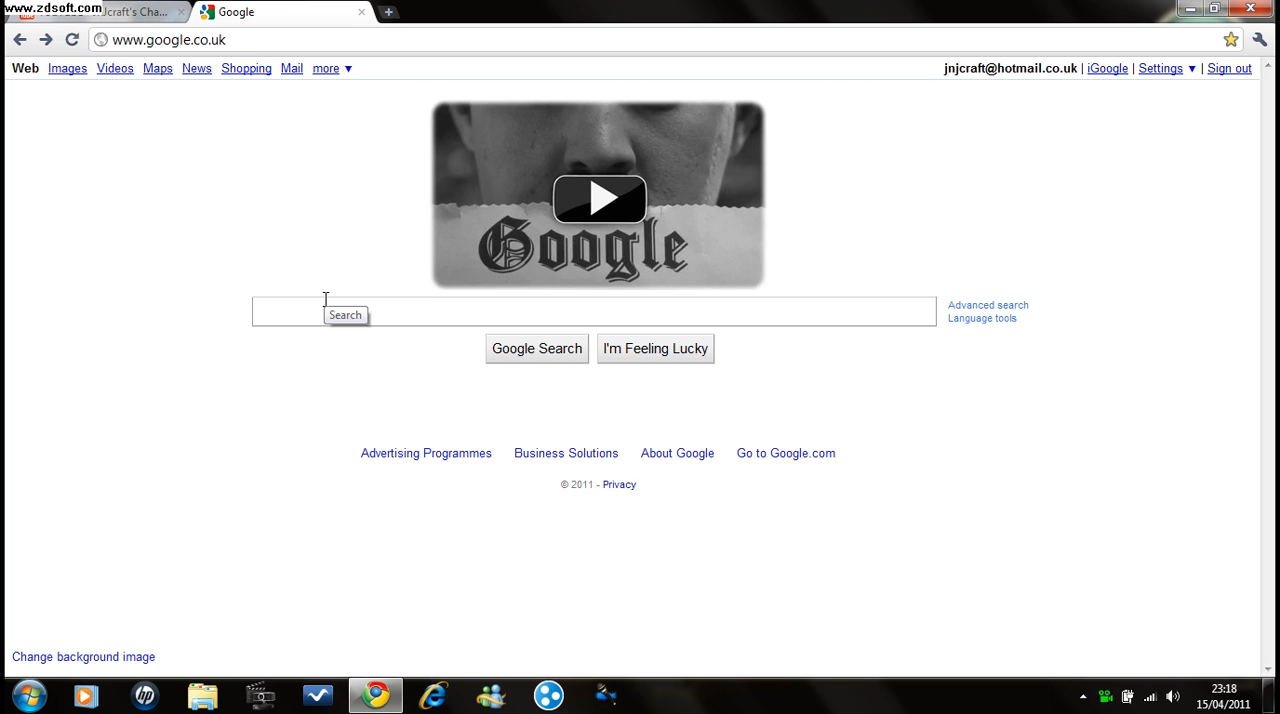 www.zdsoft.com
Google
www.google.co.uk
Web Images Videos Maps News Shopping Mail more ▼
jnjcraft@hotmail.co.uk | iGoogle | Settings ▼ | Sign out
Google
Search
Advanced search
Language tools
Google Search I'm Feeling Lucky
Advertising Programmes Business Solutions About Google Go to Google.com
© 2011 - Privacy
Change background image
hp
23:18
15/04/2011